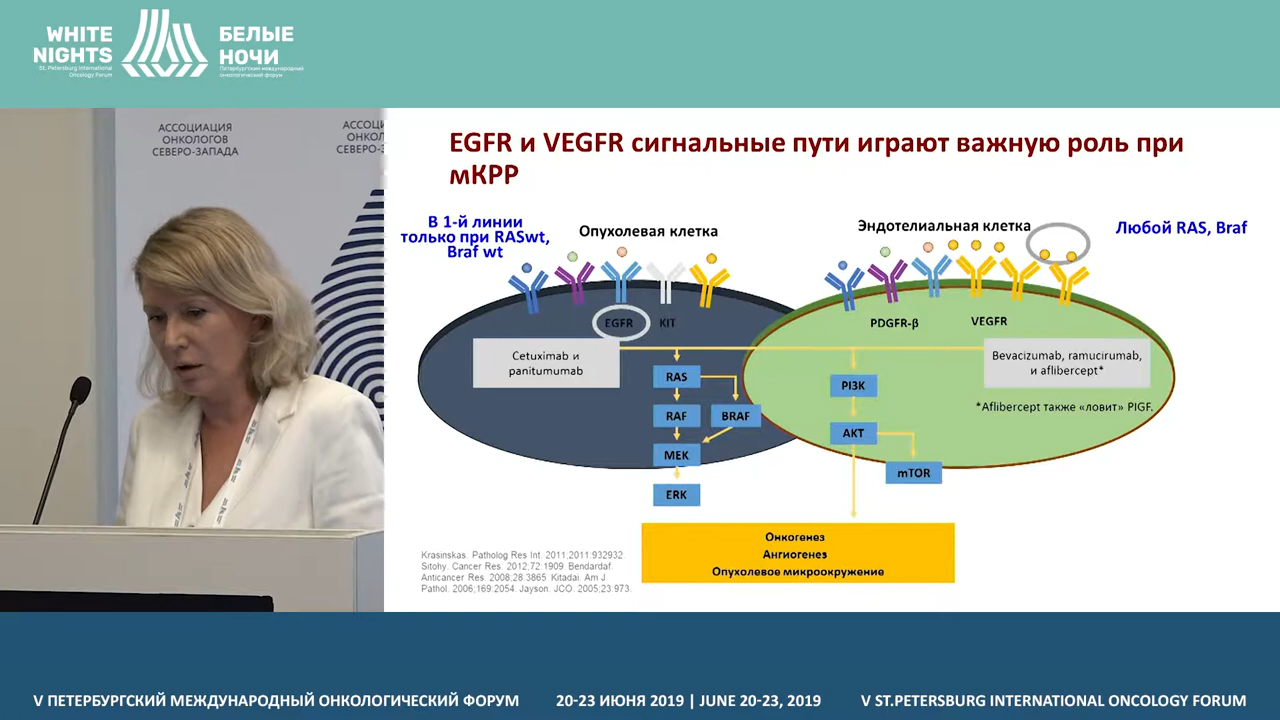 WHITE
NIGHTS
St. Petersburg International
Oncology Forum
БЕЛЫЕ
НОЧИ
Петербургский международный
онкологический форум
АССОЦИАЦИЯ
ОНКОЛОГОВ
СЕВЕРО-ЗАПАДА
EGFR и VEGFR сигнальные пути играют важную роль при
мКРР
В 1-й линии
только при RASwt,
Braf wt
Опухолевая клетка
Эндотелиальная клетка
Любой RAS, Braf
EGFR
KIT
PDGFR-β
VEGFR
Cetuximab и
panitumumab
Bevacizumab, ramucirumab,
и aflibercept*
*Aflibercept также «ловит» PlGF.
RAS
RAF
BRAF
MEK
ERK
PI3K
AKT
mTOR
Онкогенез
Ангиогенез
Опухолевое микроокружение
Krasinskas. Patholog Res Int. 2011;2011:932932.
Sitohy. Cancer Res. 2012;72:1909. Bendardaf.
Anticancer Res. 2008;28:3865. Kitadai. Am J
Pathol. 2006;169:2054. Jayson. JCO. 2005;23:973.
V ПЕТЕРБУРГСКИЙ МЕЖДУНАРОДНЫЙ ОНКОЛОГИЧЕСКИЙ ФОРУМ
20-23 ИЮНЯ 2019 | JUNE 20-23, 2019
V ST.PETERSBURG INTERNATIONAL ONCOLOGY FORUM